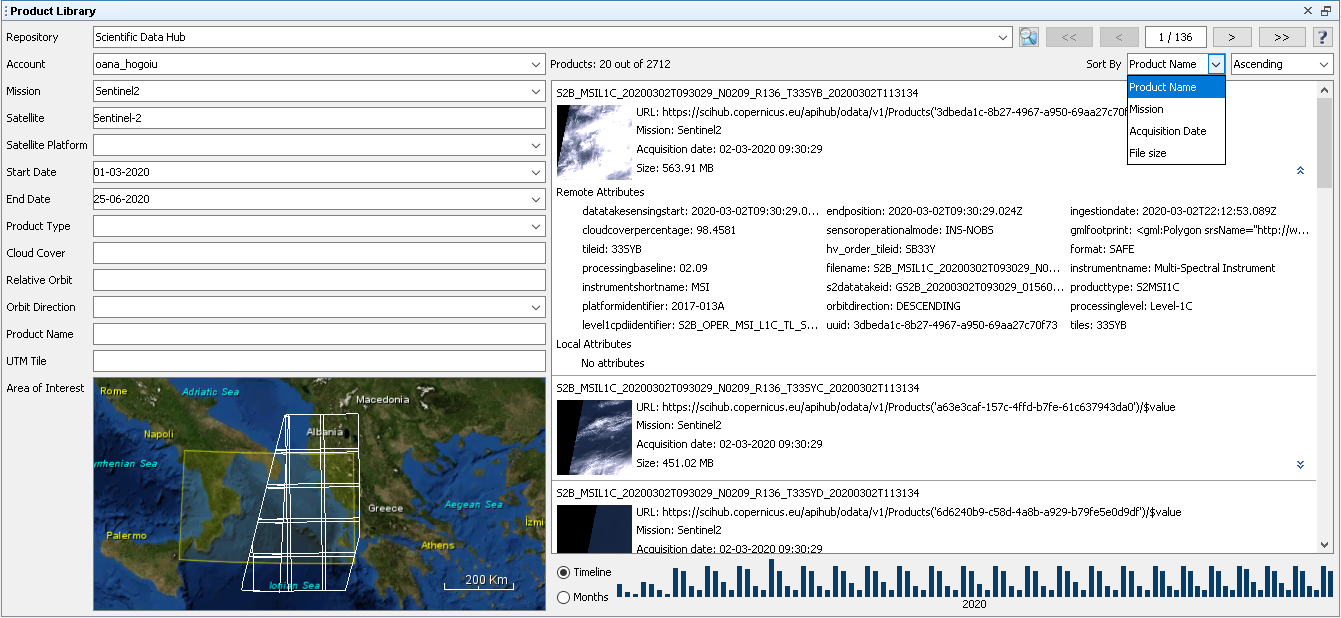 Product Library
Repository
Scientific Data Hub
<<
<
1 / 136
>
>>
?
Account
oana_hogoiu
Products: 20 out of 2712
Sort By
Product Name
Ascending
Product Name
Mission
Acquisition Date
File size
Mission
Sentinel2
Satellite
Sentinel-2
Satellite Platform
Start Date
01-03-2020
End Date
25-06-2020
Product Type
Cloud Cover
Relative Orbit
Orbit Direction
Product Name
UTM Tile
Area of Interest
Rome
Adriatic Sea
Macedonia
Albania
Napoli
yrrhenian Sea
Greece
Aegean Sea
İzmi
Palermo
Athens
Ionian Sea
200 Km
S2B_MSIL1C_20200302T093029_N0209_R136_T33SYB_20200302T113134
URL: https://scihub.copernicus.eu/apihub/odata/v1/Products('3dbeda1c-8b27-4967-a950-69aa27c70f
Mission: Sentinel2
Acquisition date: 02-03-2020 09:30:29
Size: 563.91 MB
Remote Attributes
datatakesensingstart: 2020-03-02T09:30:29.0... endposition: 2020-03-02T09:30:29.024Z ingestiondate: 2020-03-02T22:12:53.089Z
cloudcoverpercentage: 98.4581 sensoroperationalmode: INS-NOBS gmlfootprint: <gml:Polygon srsName="http://w...
tileid: 33SYB hv_order_tileid: SB33Y format: SAFE
processingbaseline: 02.09 filename: S2B_MSIL1C_20200302T093029_N0... instrumentname: Multi-Spectral Instrument
instrumentshortname: MSI s2datatakeid: GS2B_20200302T093029_01560... producttype: S2MSI1C
platformidentifier: 2017-013A orbitdirection: DESCENDING processinglevel: Level-1C
level1cpdiidentifier: S2B_OPER_MSI_L1C_TL_S... uuid: 3dbeda1c-8b27-4967-a950-69aa27c70f73 tiles: 33SYB
Local Attributes
No attributes
S2B_MSIL1C_20200302T093029_N0209_R136_T33SYC_20200302T113134
URL: https://scihub.copernicus.eu/apihub/odata/v1/Products('a63e3caf-157c-4ffd-b7fe-61c637943da0')/$value
Mission: Sentinel2
Acquisition date: 02-03-2020 09:30:29
Size: 451.02 MB
S2B_MSIL1C_20200302T093029_N0209_R136_T33SYD_20200302T113134
URL: https://scihub.copernicus.eu/apihub/odata/v1/Products('6d6240b9-c58d-4a8b-a929-b79fe5e0d9df')/$value
Mission: Sentinel2
Acquisition date: 02-03-2020 09:30:29
Timeline
Months
2020